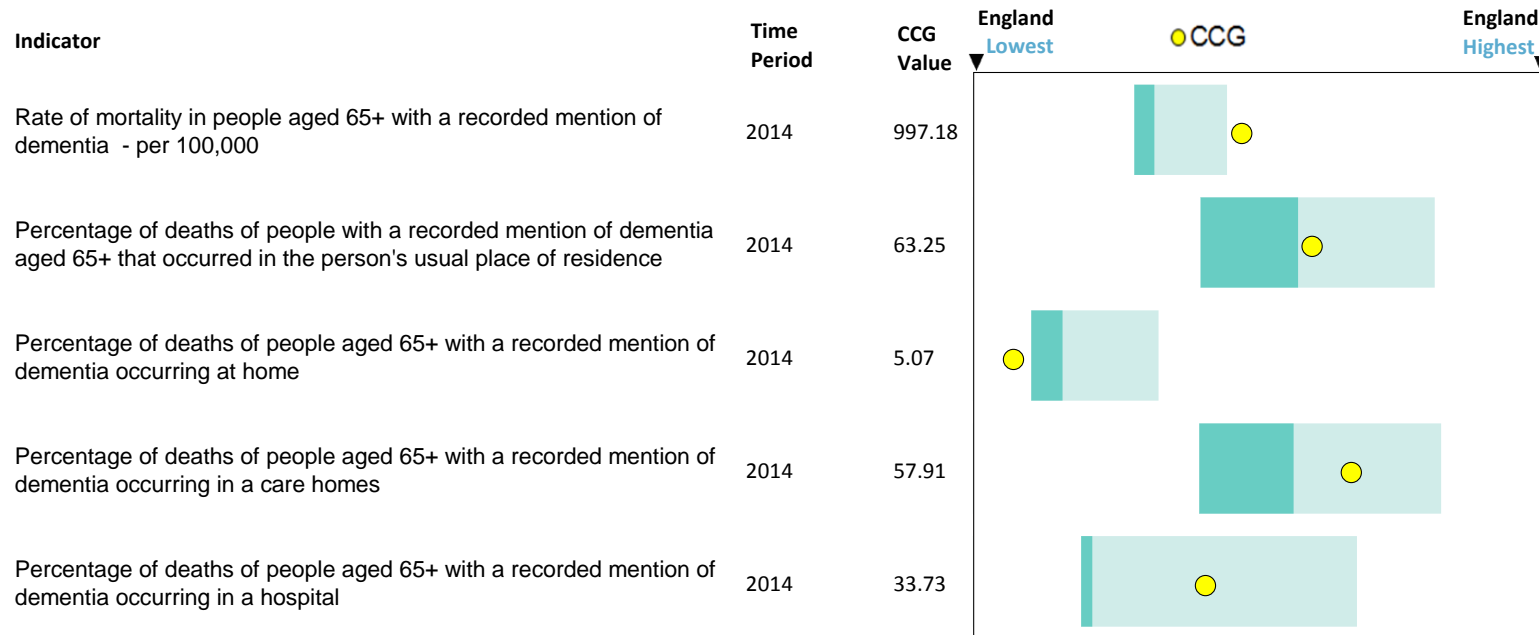 Indicator
Time
Period
CCG
Value
England
Lowest
CCG
England
Highest
Rate of mortality in people aged 65+ with a recorded mention of
dementia - per 100,000
2014
997.18
Percentage of deaths of people with a recorded mention of dementia
aged 65+ that occurred in the person's usual place of residence
2014
63.25
Percentage of deaths of people aged 65+ with a recorded mention of
dementia occurring at home
2014
5.07
Percentage of deaths of people aged 65+ with a recorded mention of
dementia occurring in a care homes
2014
57.91
Percentage of deaths of people aged 65+ with a recorded mention of
dementia occurring in a hospital
2014
33.73